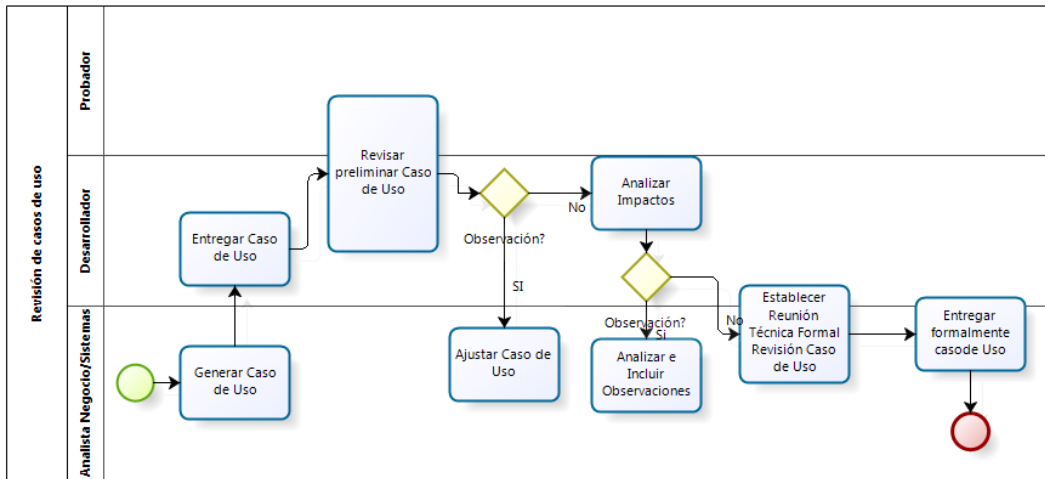 Revisión de casos de uso
Probador
Desarrollador
Analista Negocio/Sistemas
Revisar
preliminar Caso
de Uso
Analizar
Impactos
No
Entregar Caso
de Uso
Observación?
SI
Establecer
Reunión
Técnica Formal
Revisión Caso
de Uso
Entregar
formalmente
casode Uso
Observación?
No
Si
Generar Caso
de Uso
Ajustar Caso de
Uso
Analizar e
Incluir
Observaciones